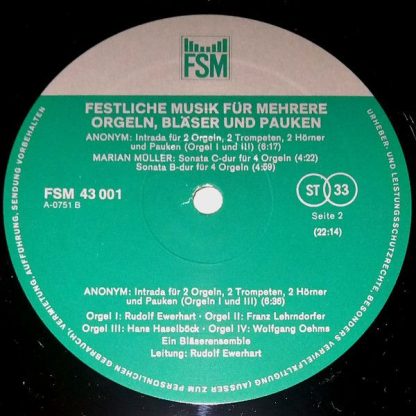 FSM
FESTLICHE MUSIK FÜR MEHRERE
ORGELN, BLÄSER UND PAUKEN
ANONYM: Intrada für 2 Orgeln, 2 Trompeten, 2 Hörner
und Pauken (Orgel I und III) (6:17)
MARIAN MÜLLER: Sonata C-dur für 4 Orgeln (4:22)
Sonata B-dur für 4 Orgeln (4:59)
FSM 43 001
A-0751 B
ST 33
Seite 2
(22:14)
ANONYM: Intrada für 2 Orgeln, 2 Trompeten, 2 Hörner
und Pauken (Orgeln I und III) (6:36)
Orgel I: Rudolf Ewerhart · Orgel II: Franz Lehrndorfer
Orgel III: Hans Haselböck · Orgel IV: Wolfgang Oehms
Ein Bläserensemble
Leitung: Rudolf Ewerhart
URHEBER- UND LEISTUNGSSCHUTZRECHTE, BESONDERS VERVIELFÄLTIGUNG (AUSSER ZUM PERSÖNLICHEN GEBRAUCH), VERMIETUNG, AUFFÜHRUNG, SENDUNG VORBEHALTEN